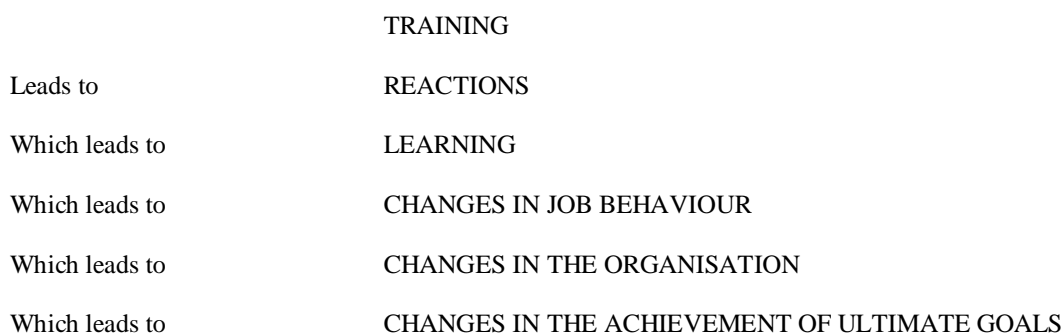 TRAINING
Leads to REACTIONS
Which leads to LEARNING
Which leads to CHANGES IN JOB BEHAVIOUR
Which leads to CHANGES IN THE ORGANISATION
Which leads to CHANGES IN THE ACHIEVEMENT OF ULTIMATE GOALS